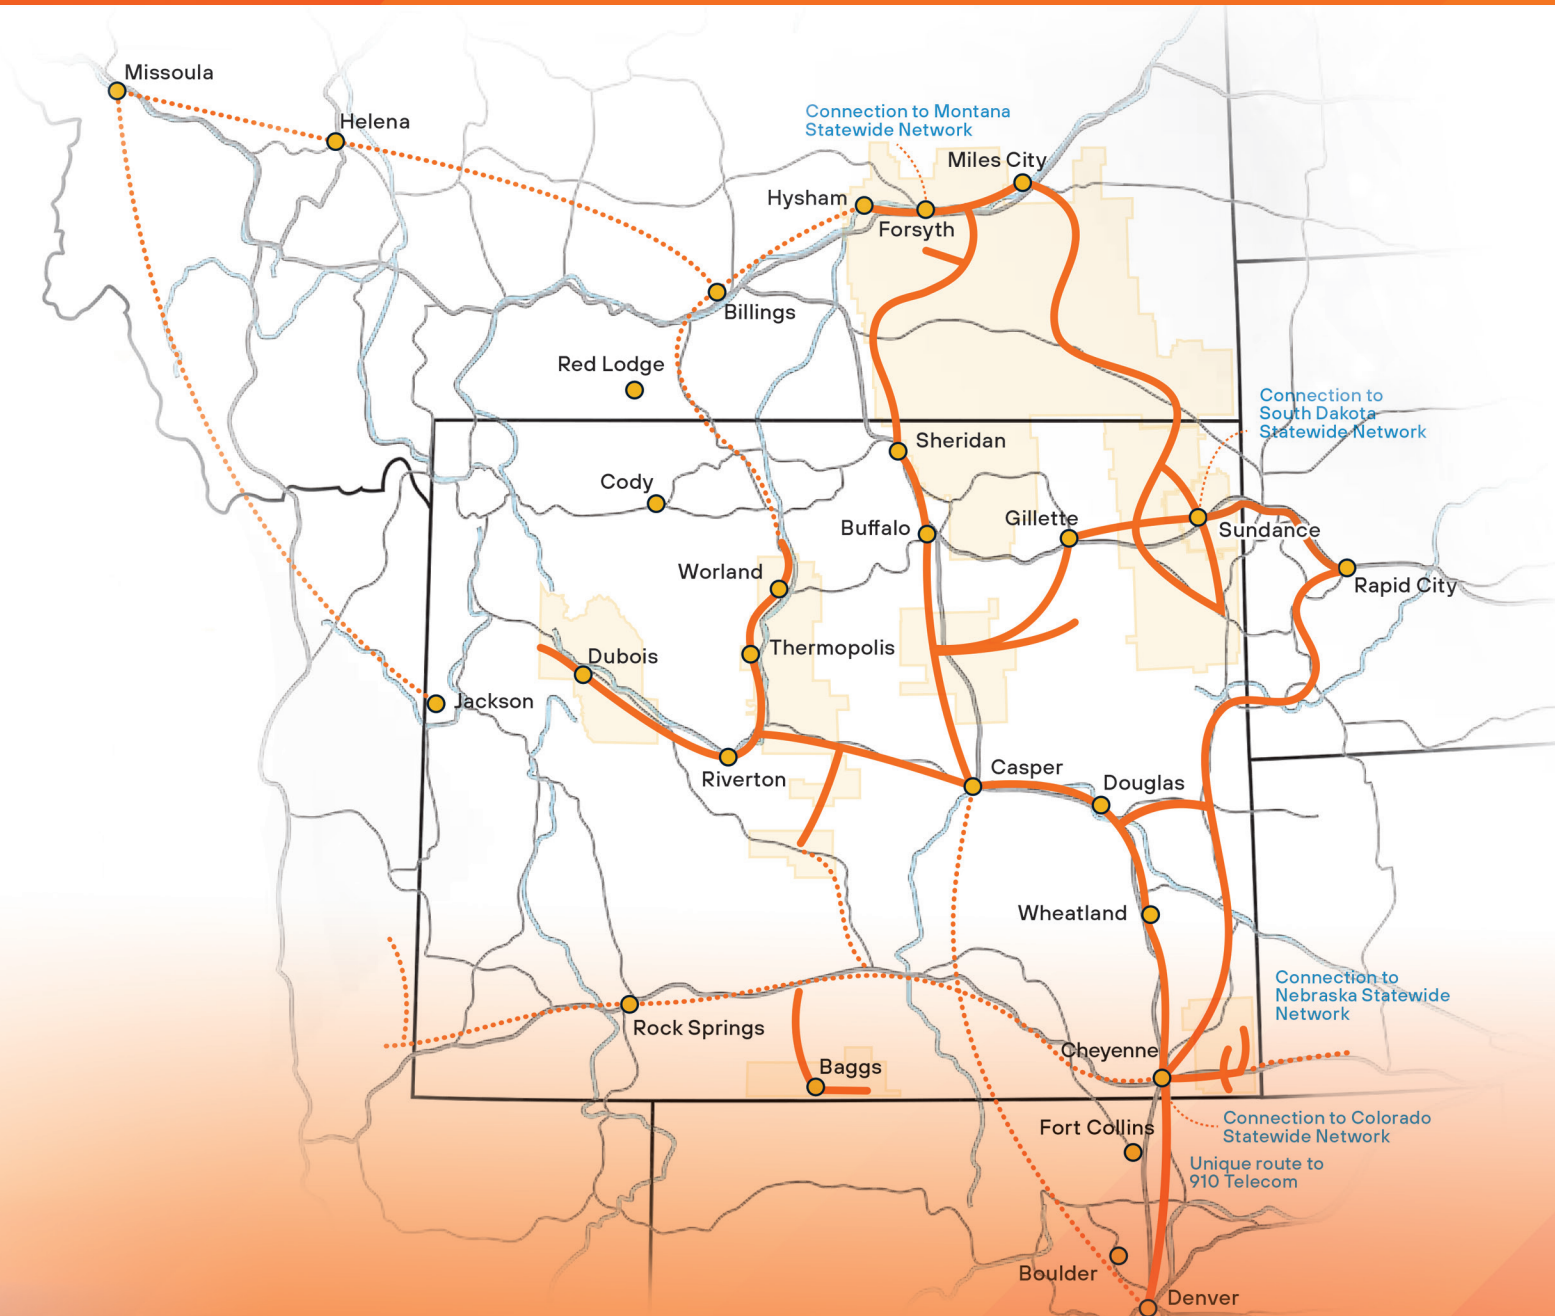 Missoula
Helena
Connection to Montana
Statewide Network
Miles City
Hysham
Forsyth
Billings
Red Lodge
Connection to
South Dakota
Statewide Network
Sheridan
Cody
Buffalo
Gillette
Sundance
Worland
Rapid City
Thermopolis
Dubois
Jackson
Riverton
Casper
Douglas
Wheatland
Connection to
Nebraska Statewide
Network
Rock Springs
Cheyenne
Baggs
Fort Collins
Connection to Colorado
Statewide Network
Unique route to
910 Telecom
Boulder
Denver